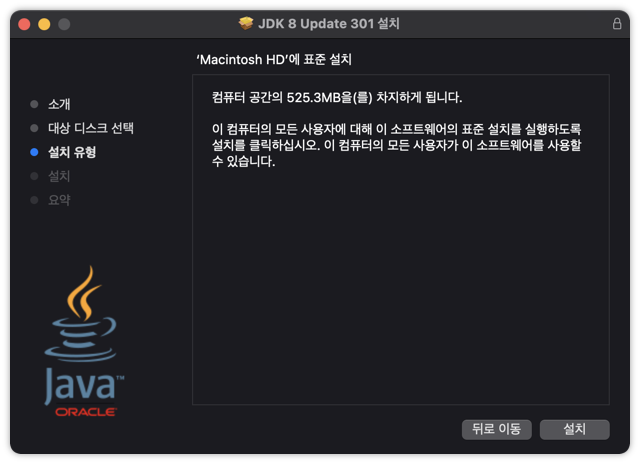 JDK 8 Update 301 설치
‘Macintosh HD’에 표준 설치
소개
대상 디스크 선택
설치 유형
설치
요약
컴퓨터 공간의 525.3MB을(를) 차지하게 됩니다.
이 컴퓨터의 모든 사용자에 대해 이 소프트웨어의 표준 설치를 실행하도록
설치를 클릭하십시오. 이 컴퓨터의 모든 사용자가 이 소프트웨어를 사용할
수 있습니다.
Java™
ORACLE
뒤로 이동
설치